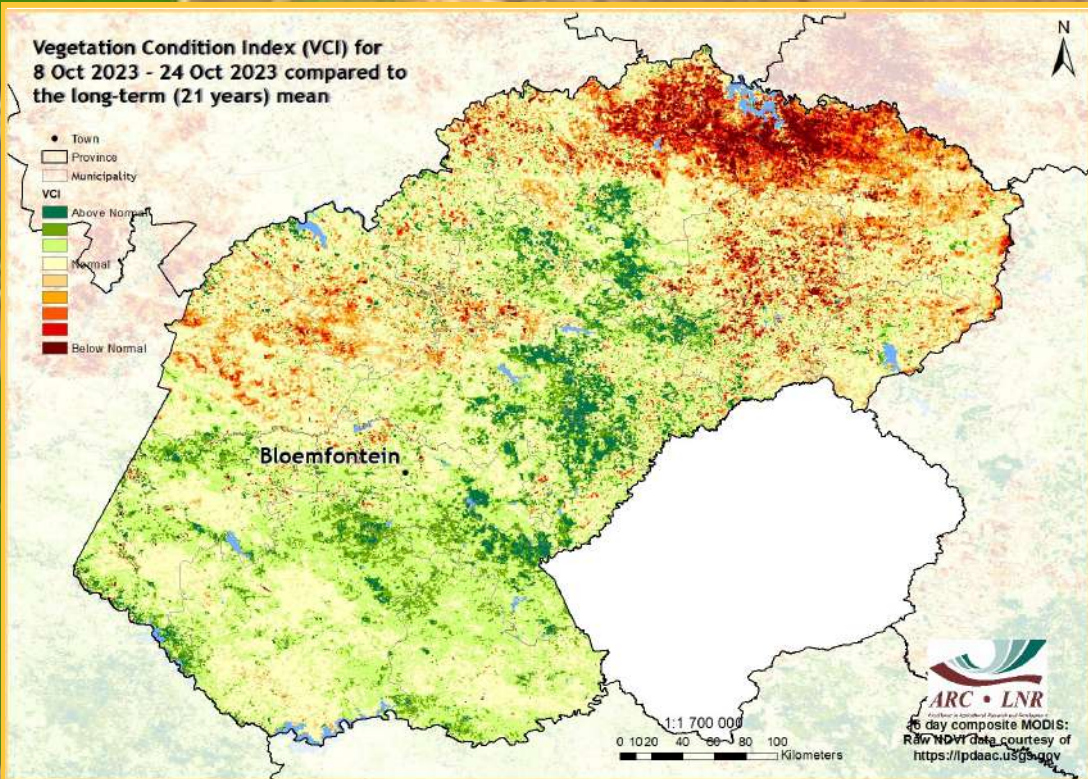 Vegetation Condition Index (VCI) for
8 Oct 2023 - 24 Oct 2023 compared to
the long-term (21 years) mean
N
Town
Province
Municipality
VCI
Above Normal
Normal
Below Normal
Bloemfontein
ARC • LNR
1:1 700 000
0 10 20 40 60 80 100
Kilometers
16 day composite MODIS:
Raw NDVI data courtesy of
https://lpdaac.usgs.gov